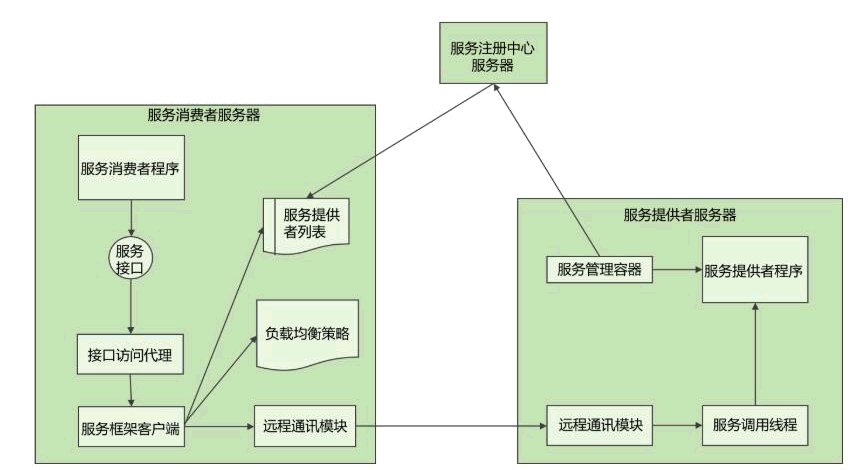 服务注册中心
服务器
服务消费者服务器
服务消费者程序
服务
接口
接口访问代理
服务框架客户端
服务提供
者列表
负载均衡策略
远程通讯模块
服务提供者服务器
服务管理容器
服务提供者程序
远程通讯模块
服务调用线程